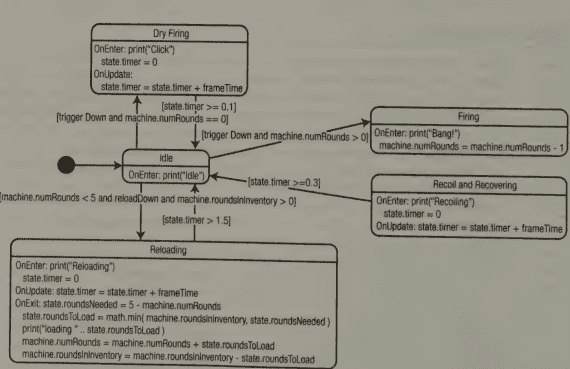 Dry Firing
OnEnter: print("Click")
state.timer = 0
OnUpdate:
state.timer = state.timer + frameTime
[state.timer >= 0.1]
[trigger Down and machine.numRounds == 0]
[trigger Down and machine.numRounds > 0]
Firing
OnEnter: print("Bang!")
machine.numRounds = machine.numRounds - 1
Idle
OnEnter: print("Idle")
[state.timer >=0.3]
Recoil and Recovering
OnEnter: print("Recoiling")
state.timer = 0
OnUpdate: state.timer = state.timer + frameTime
[machine.numRounds < 5 and reloadDown and machine.roundsInInventory > 0]
[state.timer > 1.5]
Reloading
OnEnter: print("Reloading")
state.timer = 0
OnUpdate: state.timer = state.timer + frameTime
OnExit: state.roundsNeeded = 5 - machine.numRounds
state.roundsToLoad = math.min( machine.roundsInInventory, state.roundsNeeded )
print("loading " .. state.roundsToLoad )
machine.numRounds = machine.numRounds + state.roundsToLoad
machine.roundsInInventory = machine.roundsInInventory - state.roundsToLoad